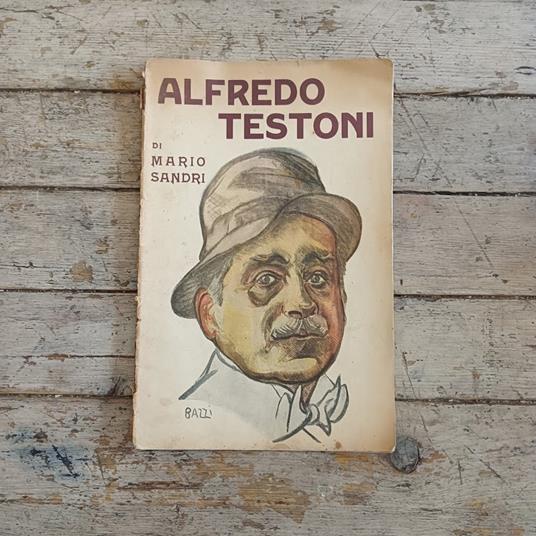 ALFREDO
TESTONI
DI
MARIO
SANDRI
BAZZI